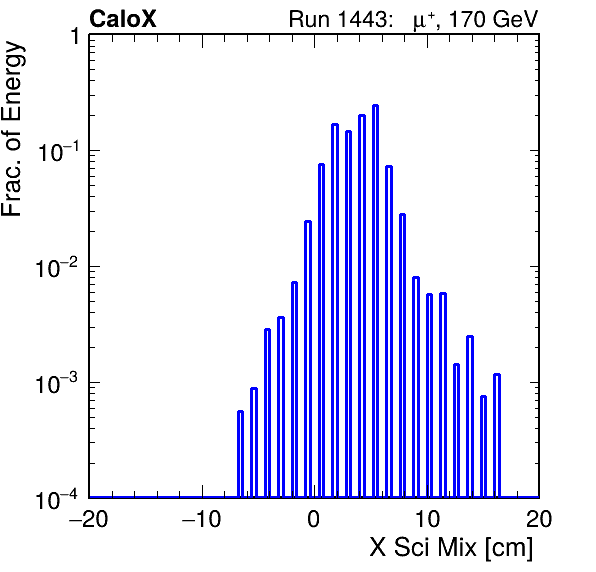 CaloX Run 1443: μ⁺, 170 GeV
Frac. of Energy
1
10⁻¹
10⁻²
10⁻³
10⁻⁴
−20 −10 0 10 20
X Sci Mix [cm]